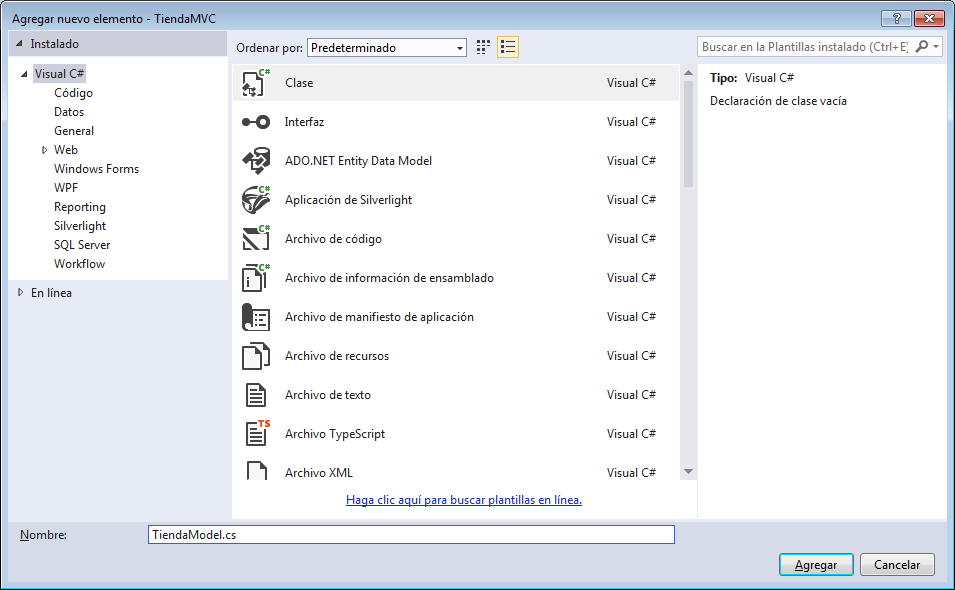 Agregar nuevo elemento - TiendaMVC
?
Instalado
Ordenar por: Predeterminado
Buscar en la Plantillas instalado (Ctrl+E)
Visual C#
Código
Datos
General
Web
Windows Forms
WPF
Reporting
Silverlight
SQL Server
Workflow
En línea
C# Clase Visual C#
Interfaz Visual C#
ADO.NET Entity Data Model Visual C#
C# Aplicación de Silverlight Visual C#
C# Archivo de código Visual C#
C# Archivo de información de ensamblado Visual C#
Archivo de manifiesto de aplicación Visual C#
Archivo de recursos Visual C#
Archivo de texto Visual C#
TS Archivo TypeScript Visual C#
Archivo XML Visual C#
Haga clic aquí para buscar plantillas en línea.
Tipo: Visual C#
Declaración de clase vacía
Nombre: TiendaModel.cs
Agregar Cancelar